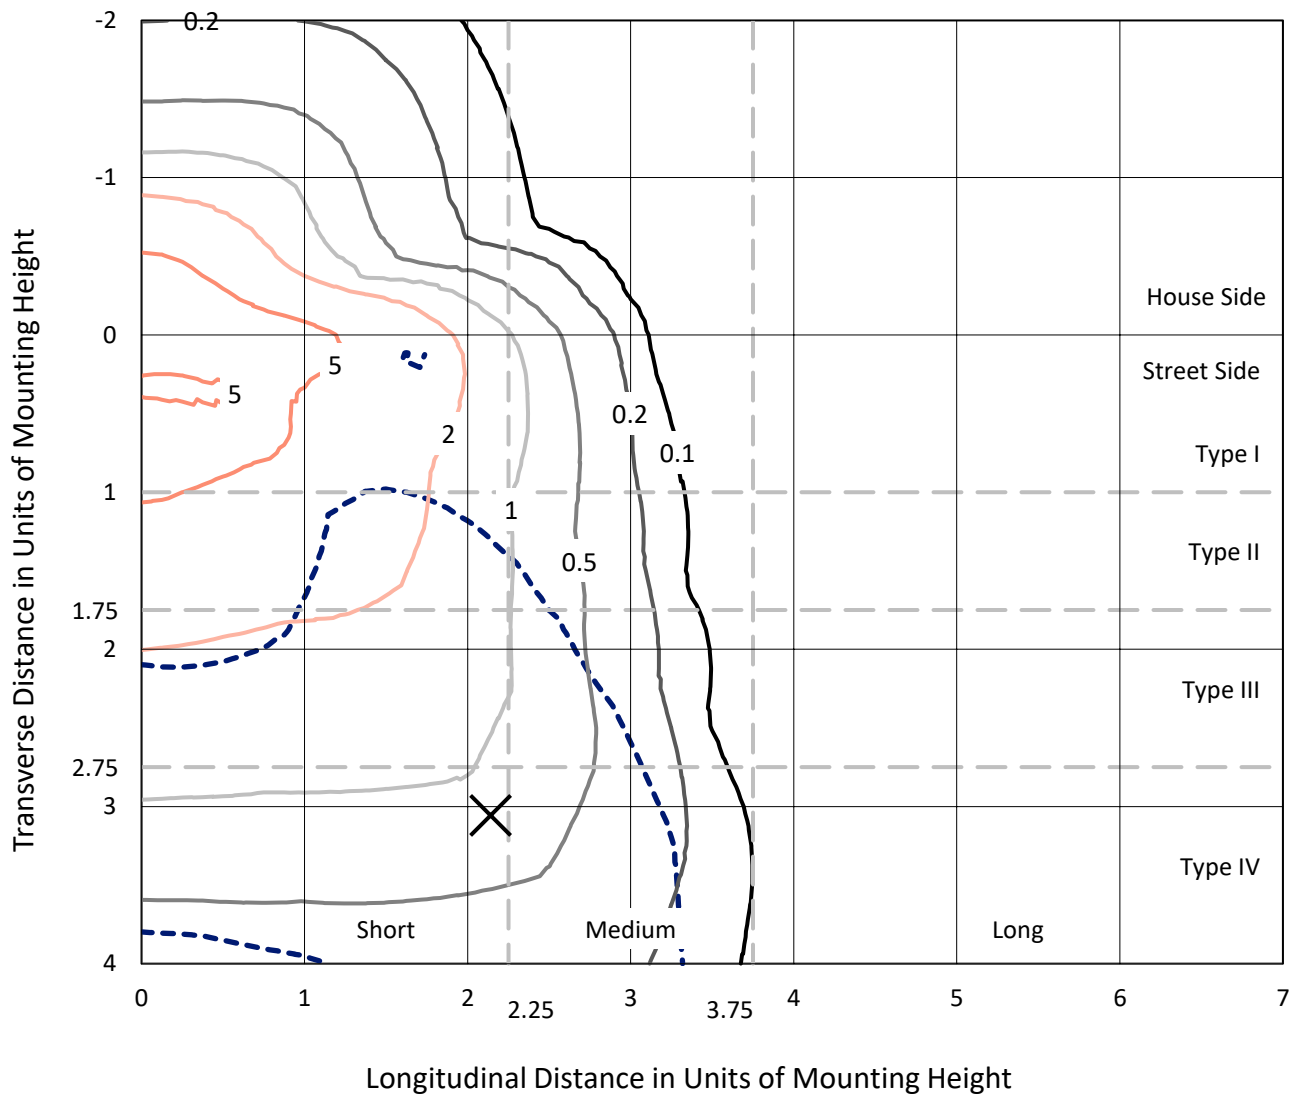 -2
0.2
-1
House Side
0
Street Side
5
5
0.2
2
0.1
Type I
1
1
Type II
0.5
1.75
2
Type III
2.75
3
Type IV
Short
Medium
Long
4
0
1
2
2.25
3
3.75
4
5
6
7
Transverse Distance in Units of Mounting Height
Longitudinal Distance in Units of Mounting Height